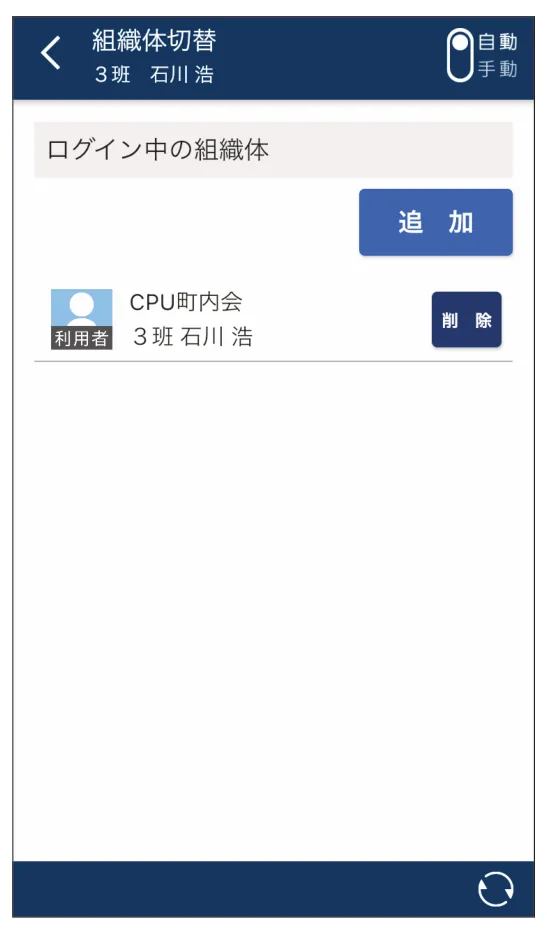 組織体切替
３班　石川 浩
自動
手動
ログイン中の組織体
追　加
CPU町内会
利用者
３班 石川 浩
削　除